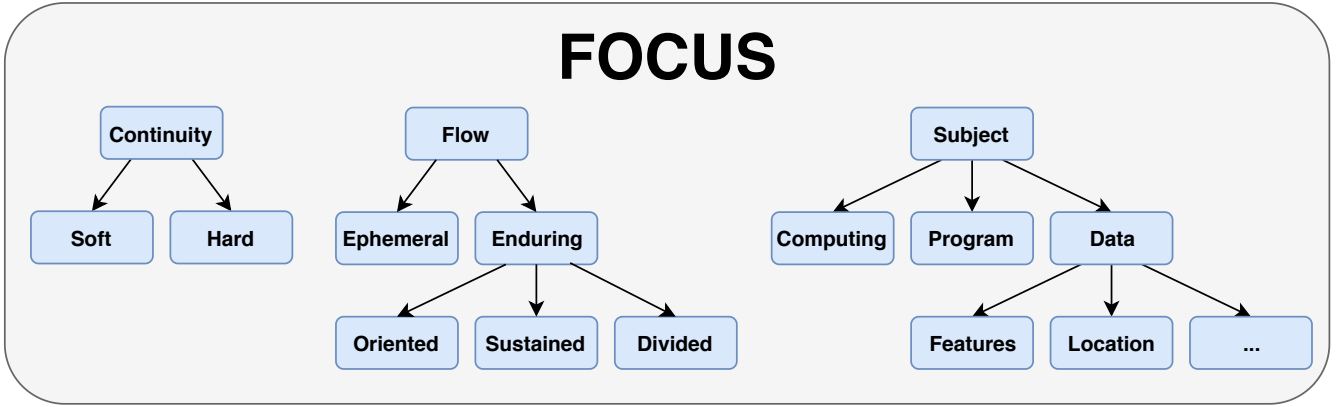 FOCUS
Continuity
Flow
Subject
Soft
Hard
Ephemeral
Enduring
Computing
Program
Data
Oriented
Sustained
Divided
Features
Location
...